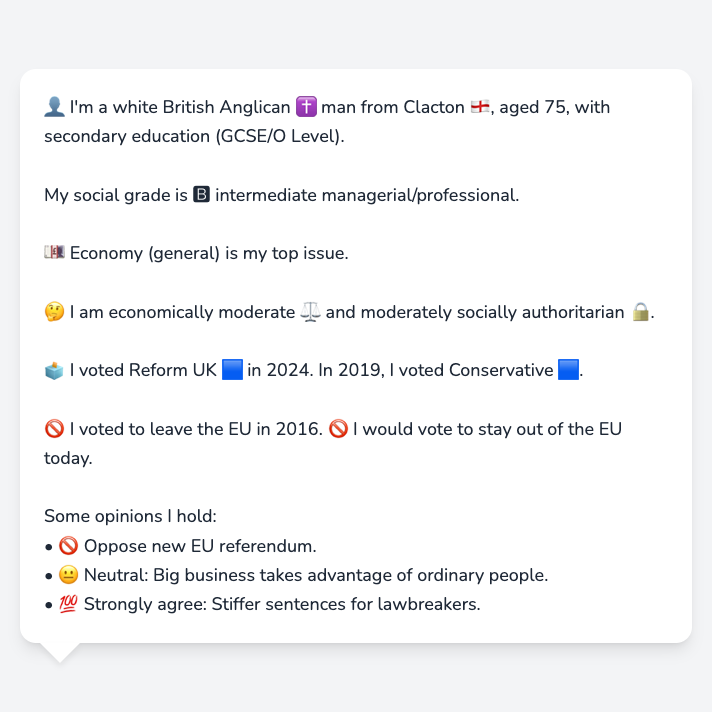 👤 I'm a white British Anglican ✝️ man from Clacton 🏴󠁧󠁢󠁥󠁮󠁧󠁿, aged 75, with
secondary education (GCSE/O Level).
My social grade is 🅱 intermediate managerial/professional.
💷 Economy (general) is my top issue.
🤔 I am economically moderate ⚖️ and moderately socially authoritarian 🔒.
🗳️ I voted Reform UK 🟦 in 2024. In 2019, I voted Conservative 🟦.
🚫 I voted to leave the EU in 2016. 🚫 I would vote to stay out of the EU
today.
Some opinions I hold:
• 🚫 Oppose new EU referendum.
• 😐 Neutral: Big business takes advantage of ordinary people.
• 💯 Strongly agree: Stiffer sentences for lawbreakers.